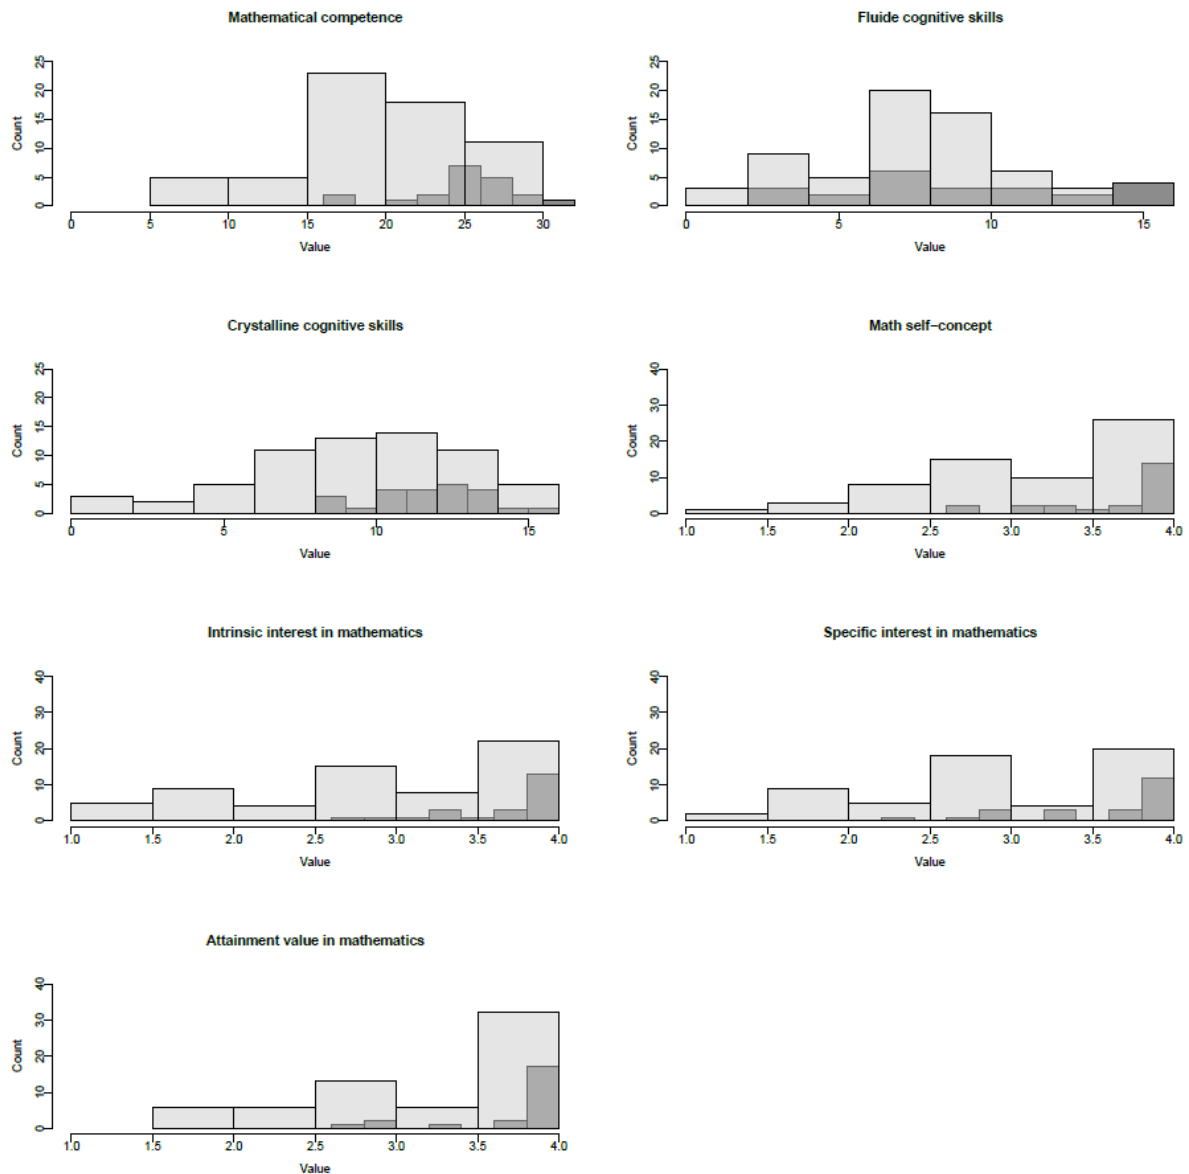 Mathematical competence
Count
0 5 10 15 20 25
0 5 10 15 20 25 30
Value
Fluide cognitive skills
Count
0 5 10 15 20 25
0 5 10 15
Value
Crystalline cognitive skills
Count
0 5 10 15 20 25
0 5 10 15
Value
Math self-concept
Count
0 10 20 30 40
1.0 1.5 2.0 2.5 3.0 3.5 4.0
Value
Intrinsic interest in mathematics
Count
0 10 20 30 40
1.0 1.5 2.0 2.5 3.0 3.5 4.0
Value
Specific interest in mathematics
Count
0 10 20 30 40
1.0 1.5 2.0 2.5 3.0 3.5 4.0
Value
Attainment value in mathematics
Count
0 10 20 30 40
1.0 1.5 2.0 2.5 3.0 3.5 4.0
Value